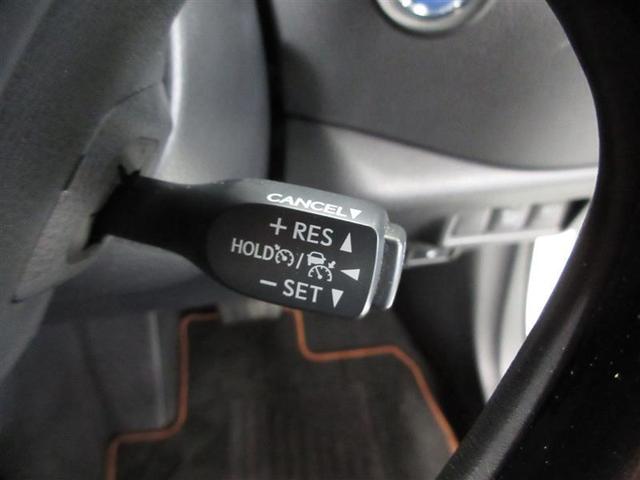 CANCEL▼
+ RES ▲
HOLD /
− SET ▼